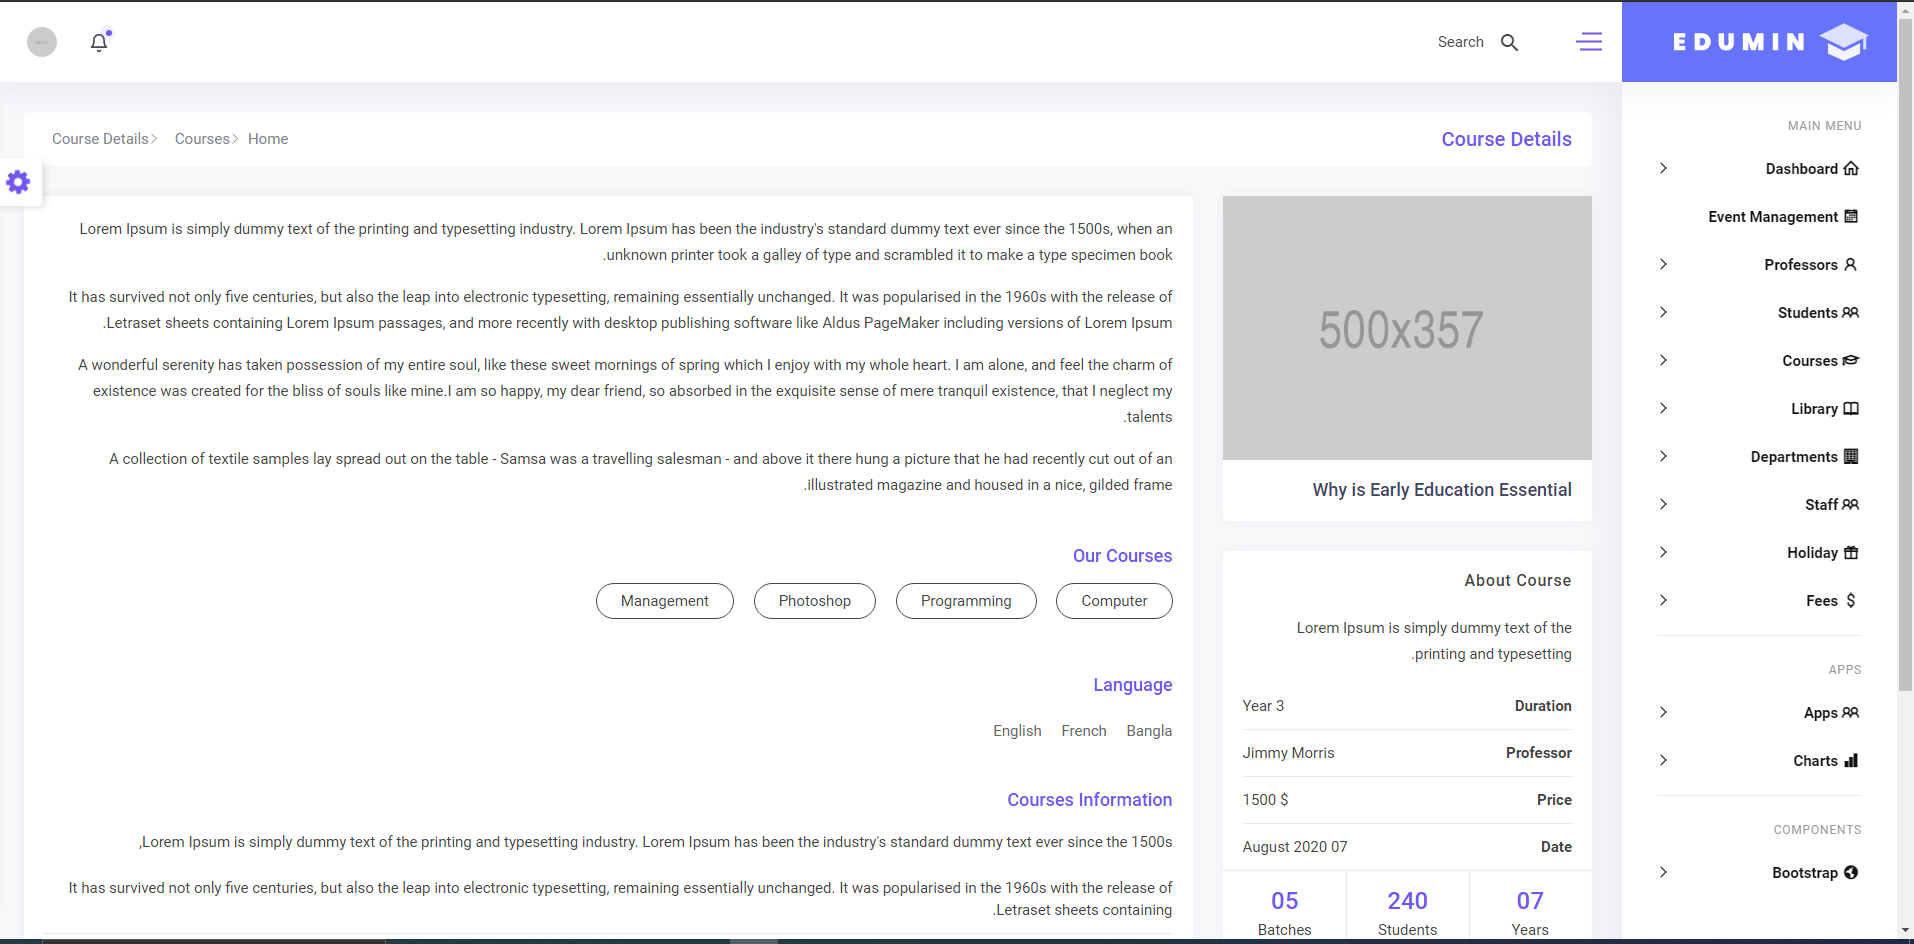 Search
EDUMIN
Course Details
Courses
Home
Course Details
Lorem Ipsum is simply dummy text of the printing and typesetting industry. Lorem Ipsum has been the industry's standard dummy text ever since the 1500s, when an
.unknown printer took a galley of type and scrambled it to make a type specimen book
It has survived not only five centuries, but also the leap into electronic typesetting, remaining essentially unchanged. It was popularised in the 1960s with the release of
.Letraset sheets containing Lorem Ipsum passages, and more recently with desktop publishing software like Aldus PageMaker including versions of Lorem Ipsum
A wonderful serenity has taken possession of my entire soul, like these sweet mornings of spring which I enjoy with my whole heart. I am alone, and feel the charm of
existence was created for the bliss of souls like mine.I am so happy, my dear friend, so absorbed in the exquisite sense of mere tranquil existence, that I neglect my
.talents
A collection of textile samples lay spread out on the table - Samsa was a travelling salesman - and above it there hung a picture that he had recently cut out of an
.illustrated magazine and housed in a nice, gilded frame
Our Courses
Management
Photoshop
Programming
Computer
Language
English
French
Bangla
Courses Information
,Lorem Ipsum is simply dummy text of the printing and typesetting industry. Lorem Ipsum has been the industry's standard dummy text ever since the 1500s
It has survived not only five centuries, but also the leap into electronic typesetting, remaining essentially unchanged. It was popularised in the 1960s with the release of
.Letraset sheets containing
500x357
Why is Early Education Essential
About Course
Lorem Ipsum is simply dummy text of the
.printing and typesetting
Year 3
Duration
Jimmy Morris
Professor
1500 $
Price
August 2020 07
Date
05
Batches
240
Students
07
Years
MAIN MENU
Dashboard
Event Management
Professors
Students
Courses
Library
Departments
Staff
Holiday
Fees
APPS
Apps
Charts
COMPONENTS
Bootstrap